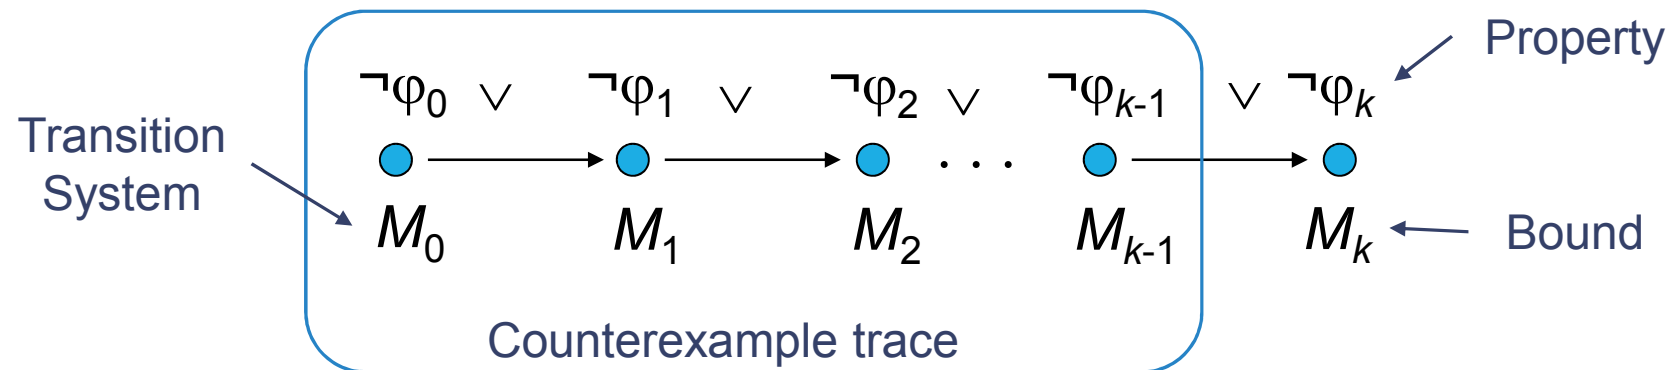 Property
¬φ0 ∨ ¬φ1 ∨ ¬φ2 ∨ ¬φk-1 ∨ ¬φk
Transition
System
. . .
M0 M1 M2 Mk-1 Mk
Bound
Counterexample trace